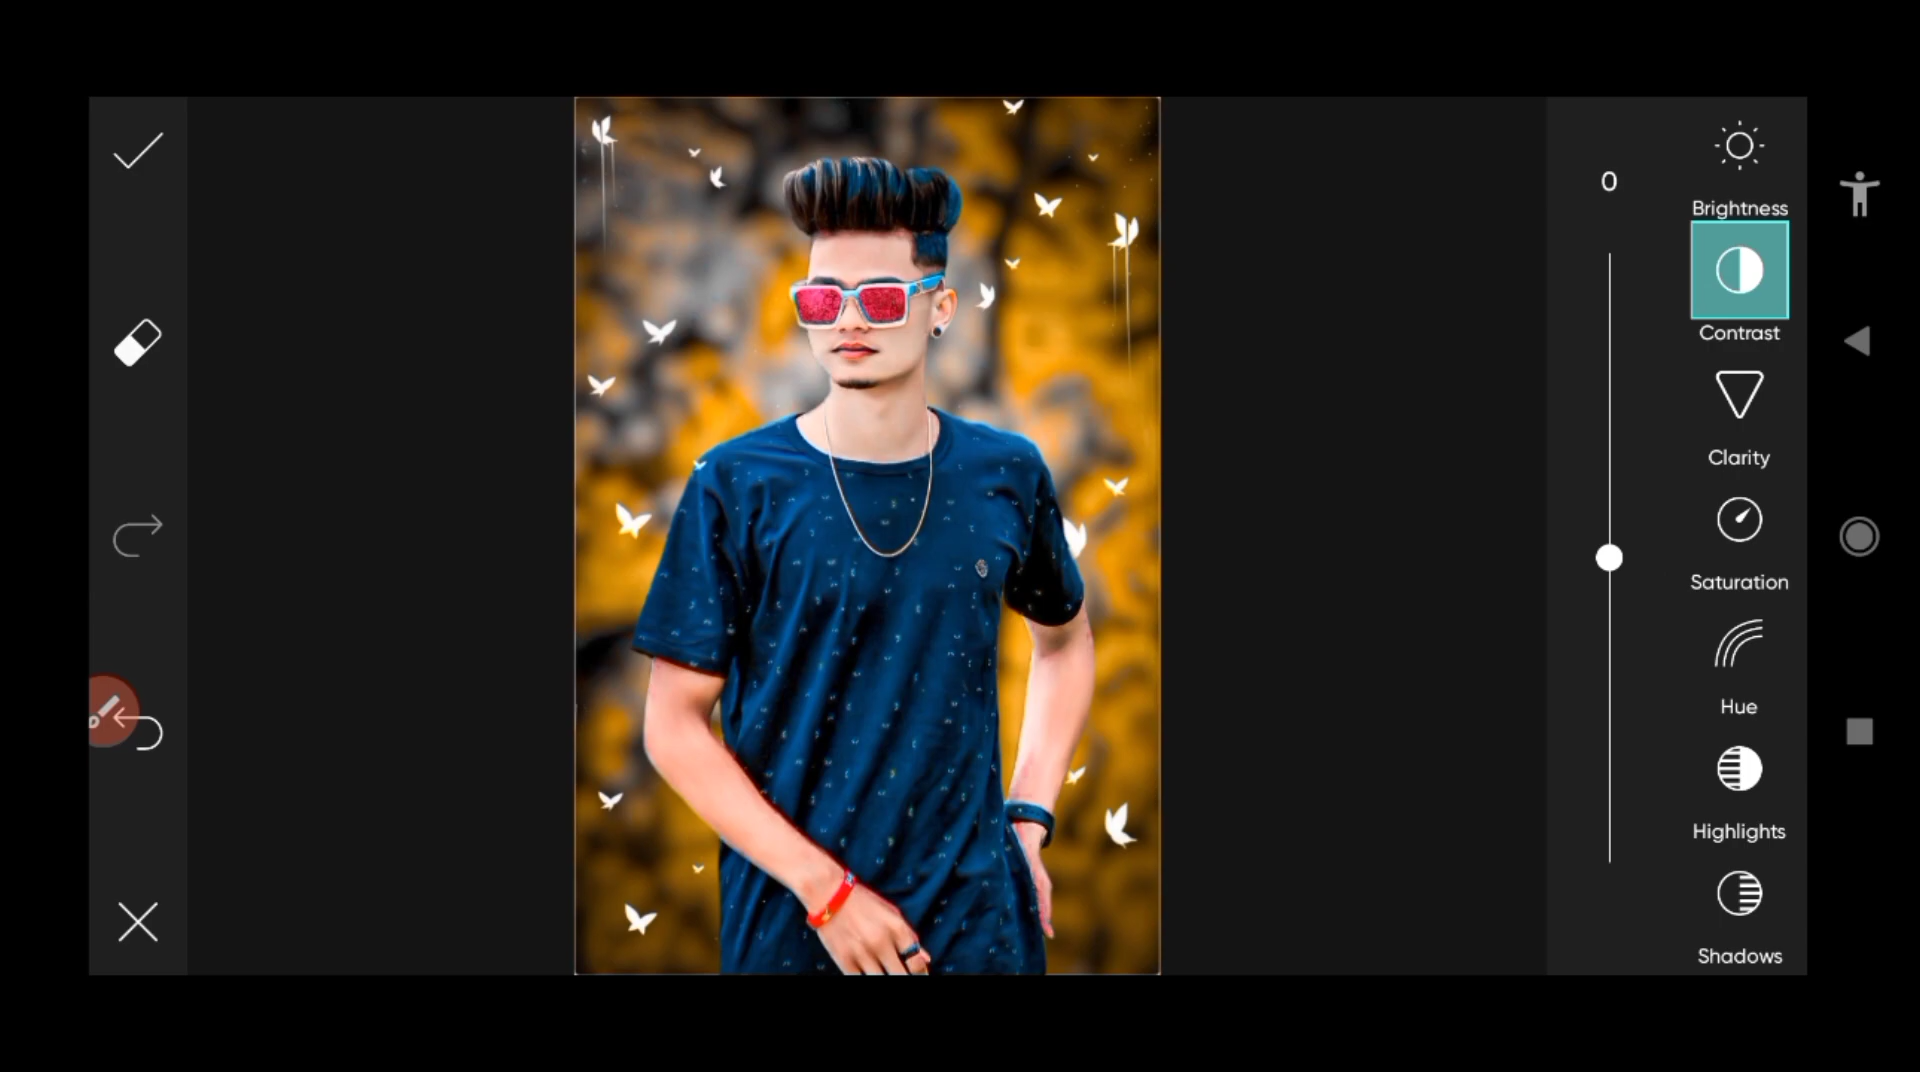 0
Brightness
Contrast
Clarity
Saturation
Hue
Highlights
Shadows